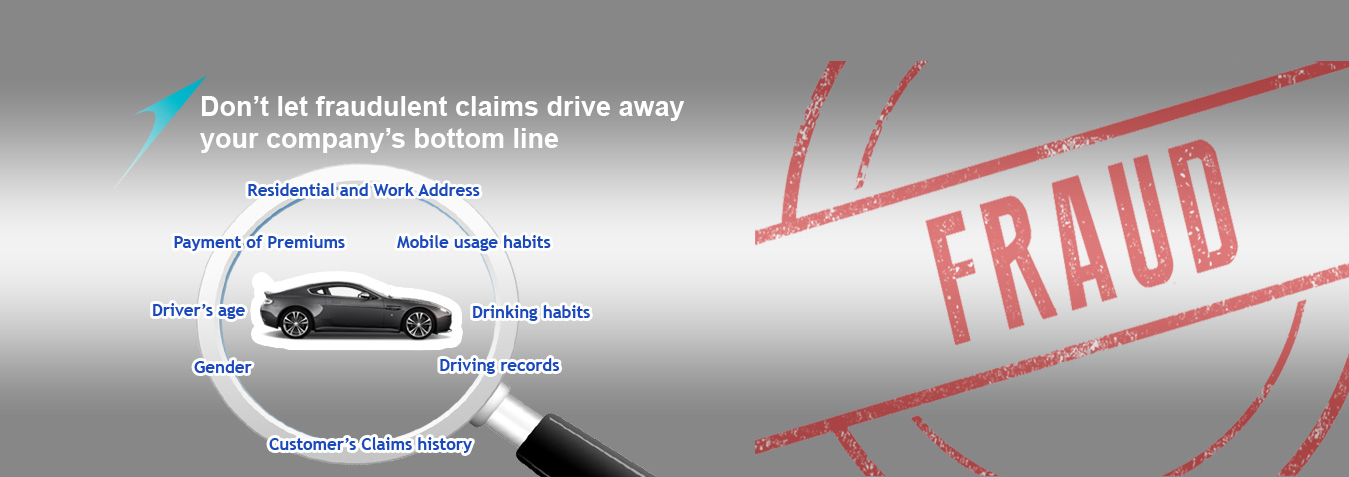 Don’t let fraudulent claims drive away
your company’s bottom line
Residential and Work Address
Payment of Premiums
Mobile usage habits
Driver’s age
Drinking habits
Gender
Driving records
Customer’s Claims history
FRAUD